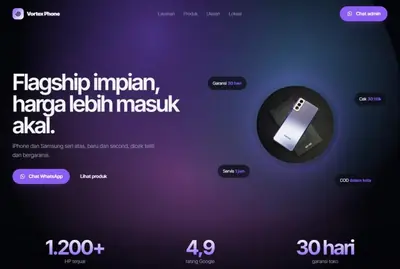 Vertex Phone
Layanan
Produk
Ulasan
Lokasi
Chat admin
Flagship impian,
harga lebih masuk
akal.
iPhone dan Samsung siap atas, baru dan second, dicek teliti
dan bergaransi.
Chat WhatsApp
Lihat produk
Garansi 30 hari
Cek 30 titik
Servis 1 jam
COD dalam kota
1.200+
HP terjual
4,9
rating Google
30 hari
garansi toko